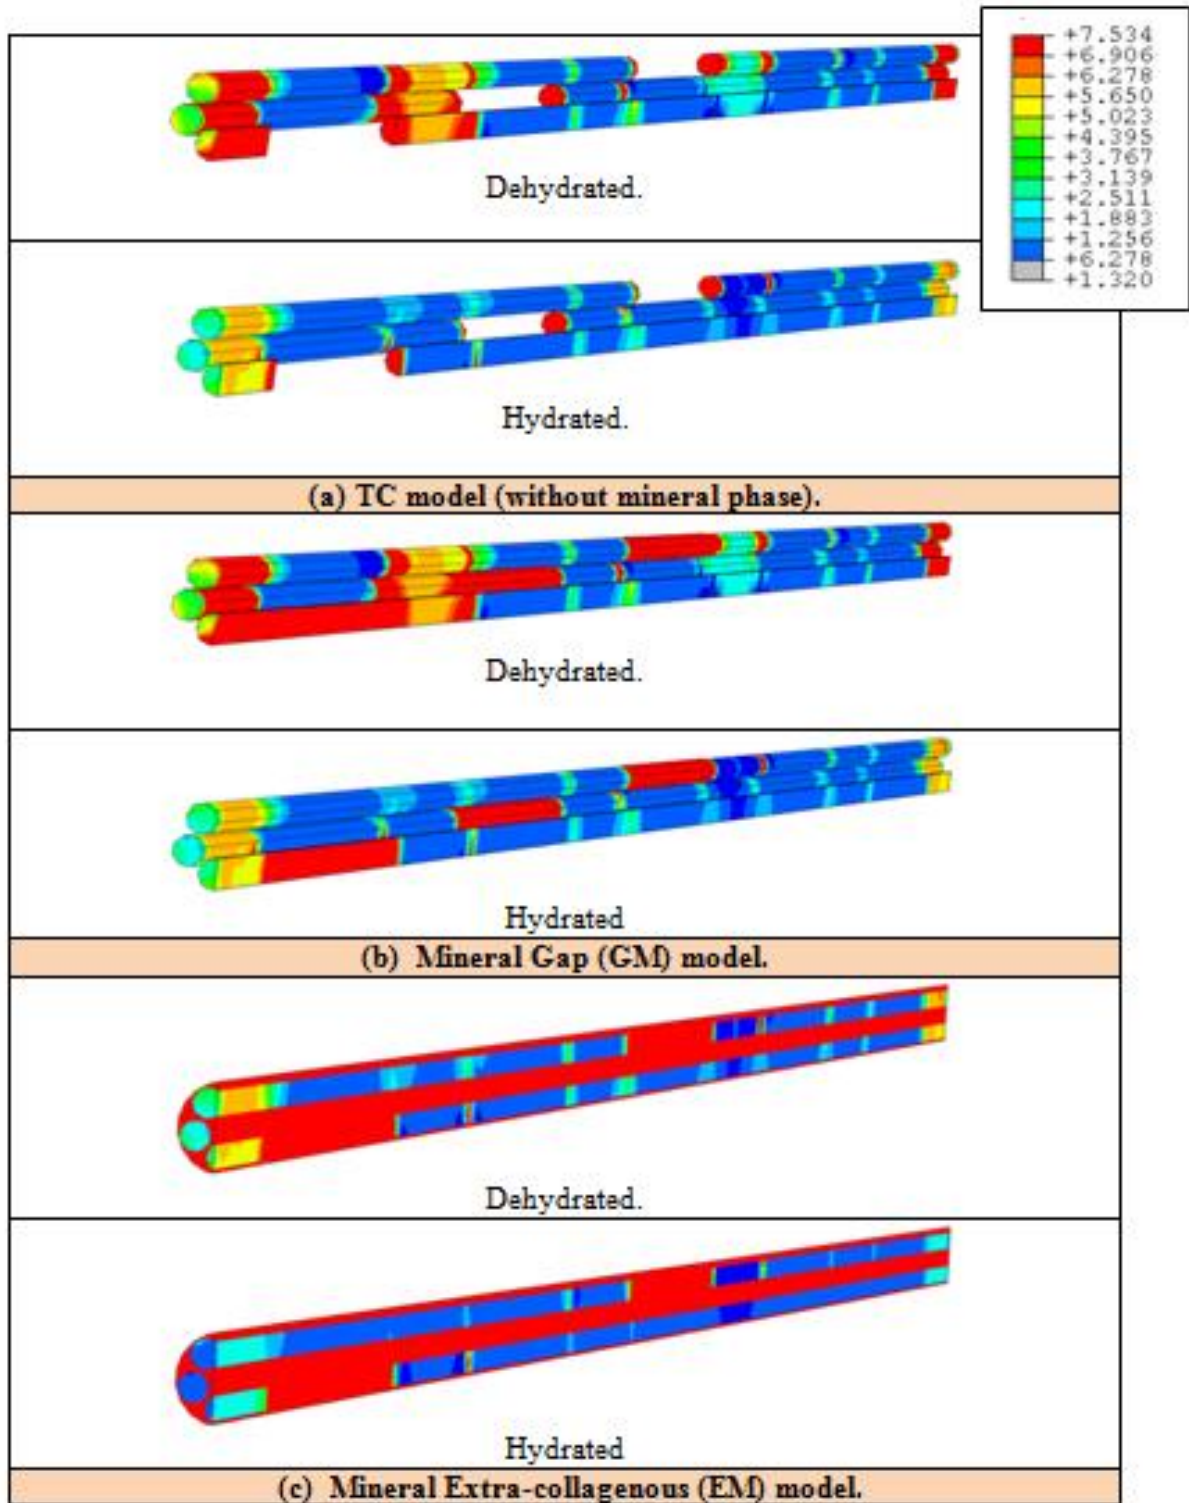 +7.534
+6.906
+6.278
+5.650
+5.023
+4.395
+3.767
+3.139
+2.511
+1.883
+1.256
+6.278
+1.320
Dehydrated.
Hydrated.
(a) TC model (without mineral phase).
Dehydrated.
Hydrated
(b) Mineral Gap (GM) model.
Dehydrated.
Hydrated
(c) Mineral Extra-collagenous (EM) model.